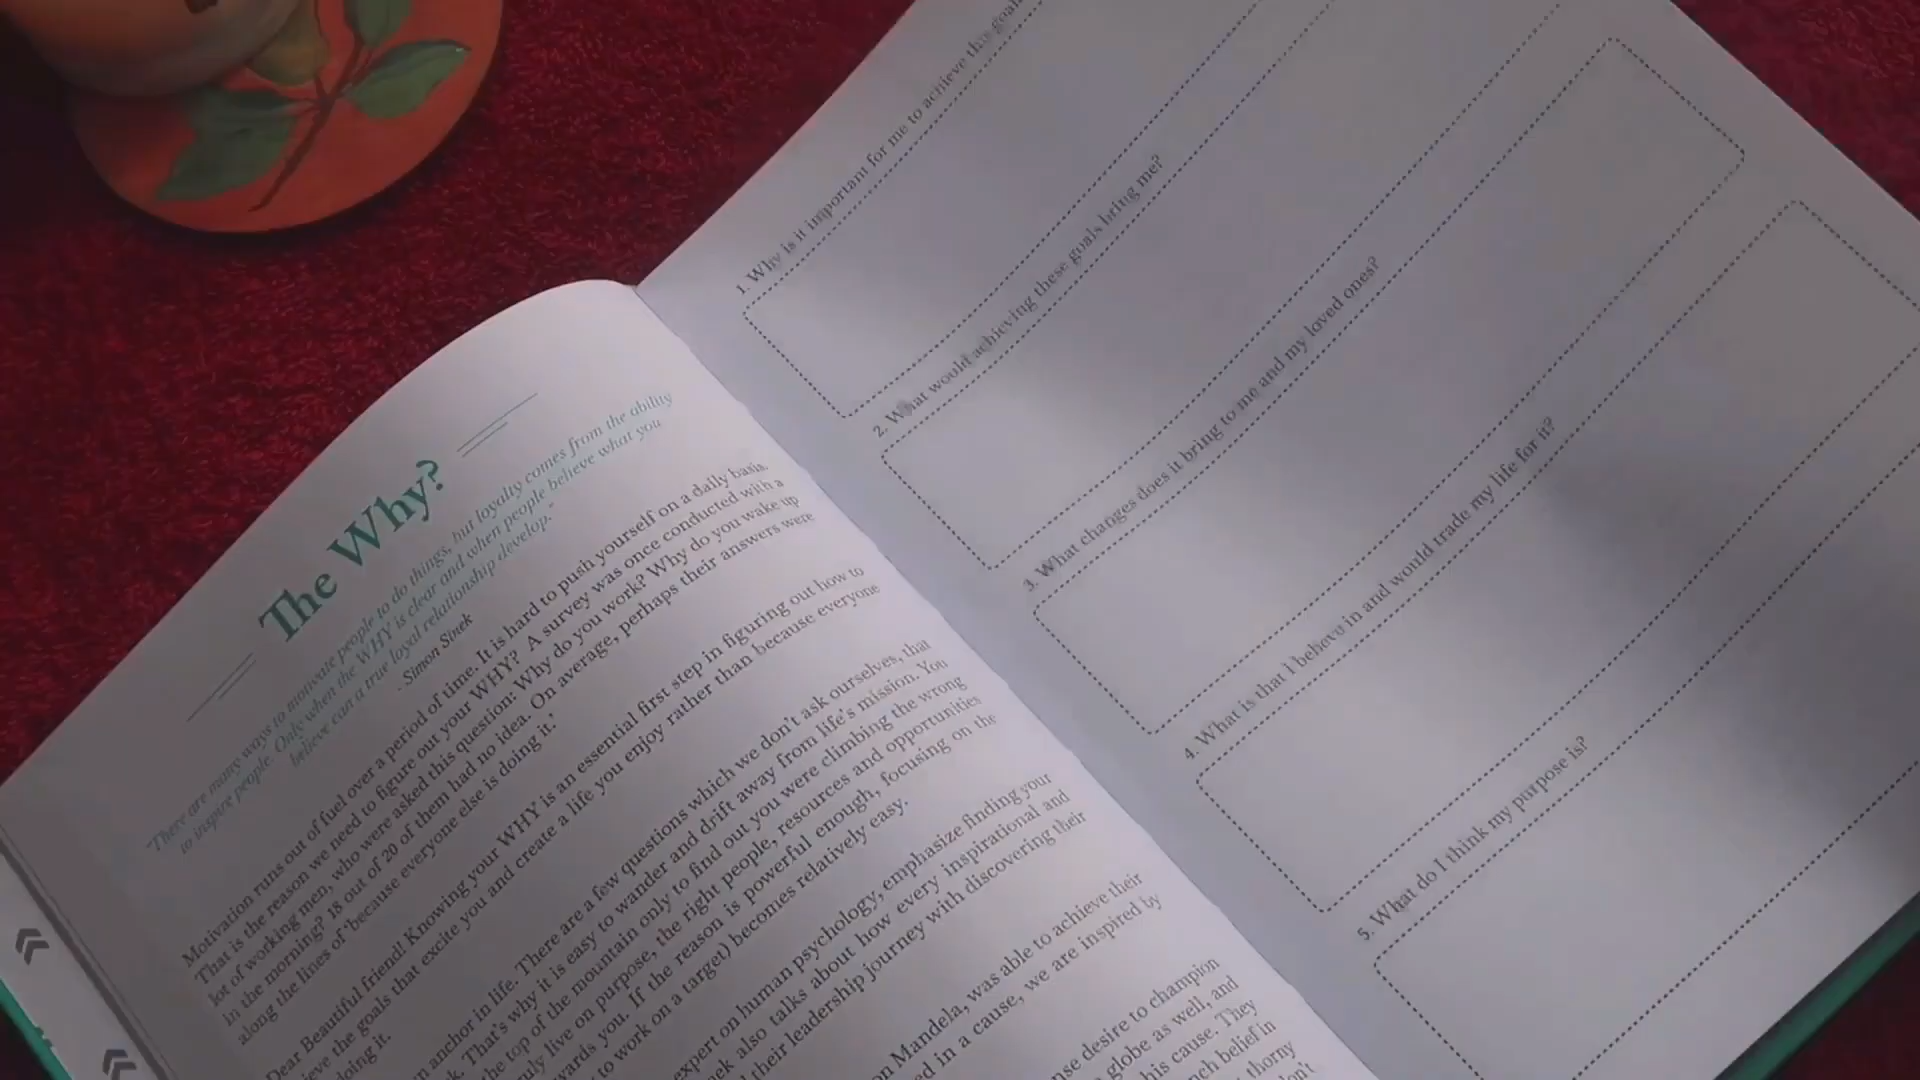 The Why?
"There are many ways to motivate people to do things, but loyalty comes from the ability
to inspire people. Only when the WHY is clear and when people believe what you
believe can a true loyal relationship develop."
- Simon Sinek
Motivation runs out of fuel over a period of time. It is hard to push yourself on a daily basis.
That is the reason we need to figure out your WHY? A survey was once conducted with a
lot of working men, who were asked this question: Why do you work? Why do you wake up
in the morning? 18 out of 20 of them had no idea. On average, perhaps their answers were
along the lines of 'because everyone else is doing it.'
Dear Beautiful friend! Knowing your WHY is an essential first step in figuring out how to
ieve the goals that excite you and create a life you enjoy rather than because everyone
doing it.
n anchor in life. There are a few questions which we don't ask ourselves, that
k. That's why it is easy to wander and drift away from life's mission. You
the top of the mountain only to find out you were climbing the wrong
ruly live on purpose, the right people, resources and opportunities
wards you. If the reason is powerful enough, focusing on the
to work on a target) becomes relatively easy.
expert on human psychology, emphasize finding your
ek also talks about how every inspirational and
d their leadership journey with discovering their
on Mandela, was able to achieve their
ed in a cause, we are inspired by
nse desire to champion
globe as well, and
his cause. They
nch belief in
thorny
on't
1. Why is it important for me to achieve this goal
2. What would achieving these goals bring me?
3. What changes does it bring to me and my loved ones?
4. What is that i believe in and would trade my life for it?
5. What do I think my purpose is?